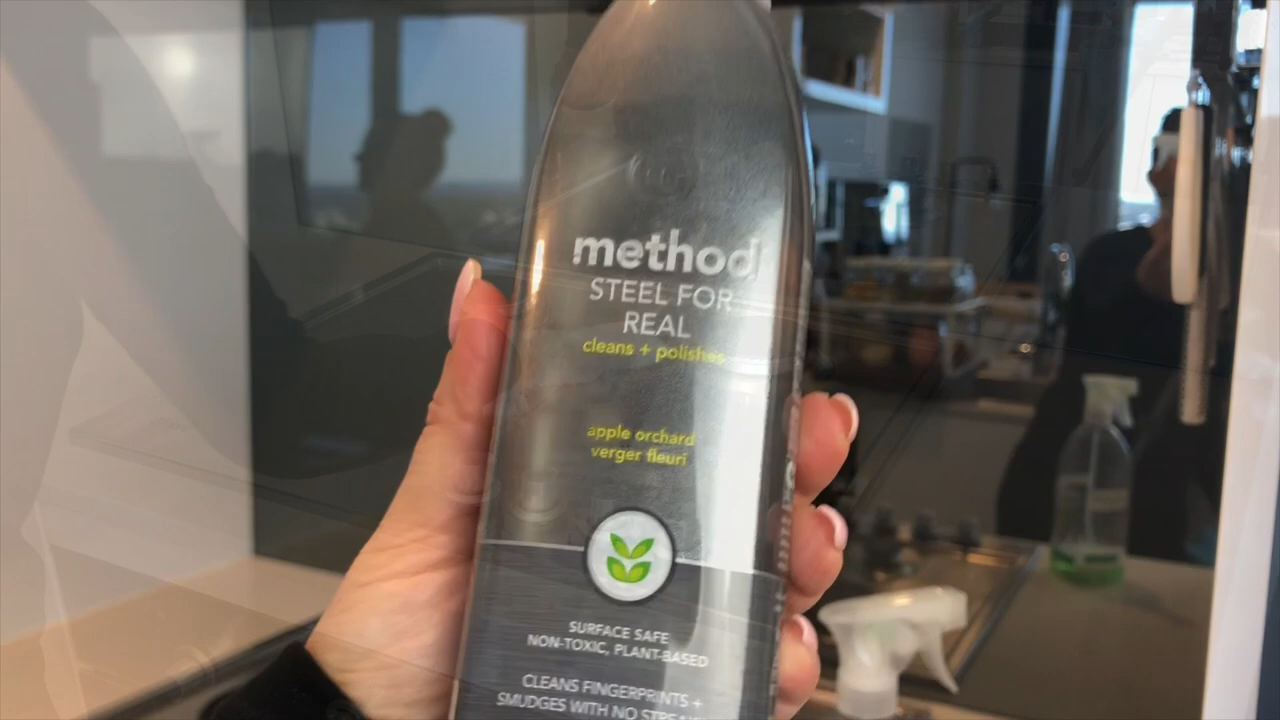 method
STEEL FOR
REAL
cleans + polishes
apple orchard
verger fleuri
SURFACE SAFE
NON-TOXIC, PLANT-BASED
CLEANS FINGERPRINTS +
SMUDGES WITH NO